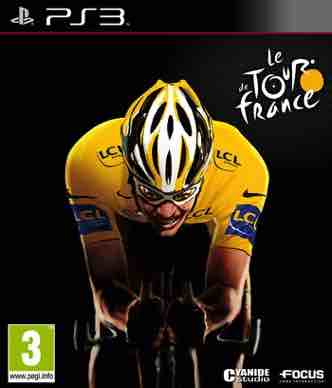 PS3
Le
TOUR
de
france
LCL
LCL
LCL
LCL
3
www.pegi.info
CYANIDE
studio
FOCUS